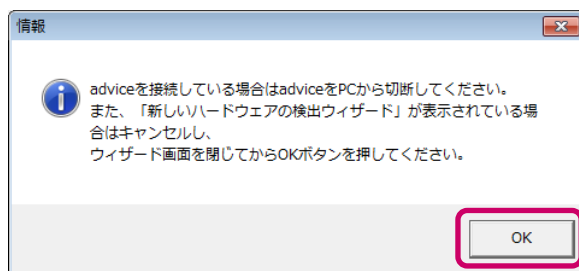 情報
adviceを接続している場合はadviceをPCから切断してください。
また、「新しいハードウェアの検出ウィザード」が表示されている場
合はキャンセルし、
ウィザード画面を閉じてからOKボタンを押してください。
OK